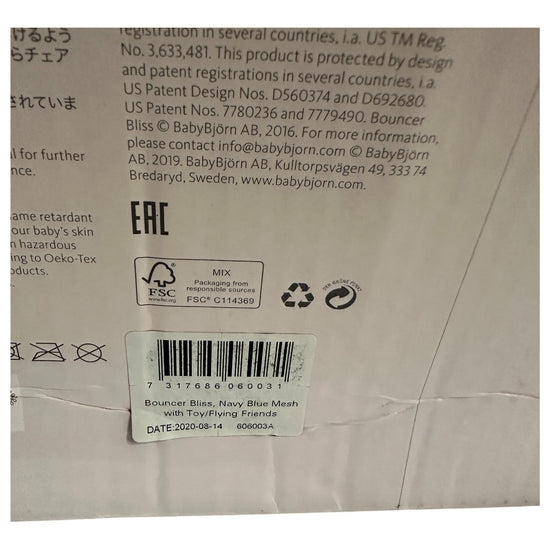 けるよう
らチェア
されていま
l for further
nce.
ame retardant
our baby's skin
n hazardous
ing to Oeko-Tex
oducts.
registration in several countries, i.a. US TM Reg.
No. 3,633,481. This product is protected by design
and patent registrations in several countries, i.a.
US Patent Design Nos. D560374 and D692680.
US Patent Nos. 7780236 and 7779490. Bouncer
Bliss © BabyBjörn AB, 2016. For more information,
please contact info@babybjorn.com © BabyBjörn
AB, 2019. BabyBjörn AB, Kulltorpsvägen 49, 333 74
Bredaryd, Sweden, www.babybjorn.com.
EAC
FSC
www.fsc.org
MIX
Packaging from
responsible sources
FSC® C114369
DER GRÜNE PUNKT
7 317686 060031
Bouncer Bliss, Navy Blue Mesh
with Toy/Flying Friends
DATE:2020-08-14 606003A